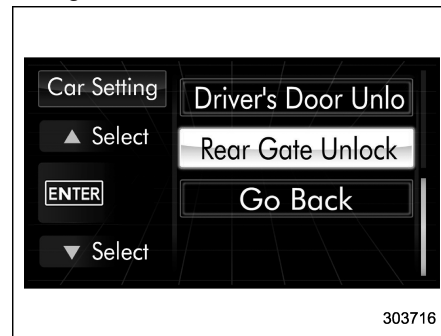 Car Setting
Driver's Door Unlo
▲ Select
Rear Gate Unlock
ENTER
Go Back
▼ Select
303716